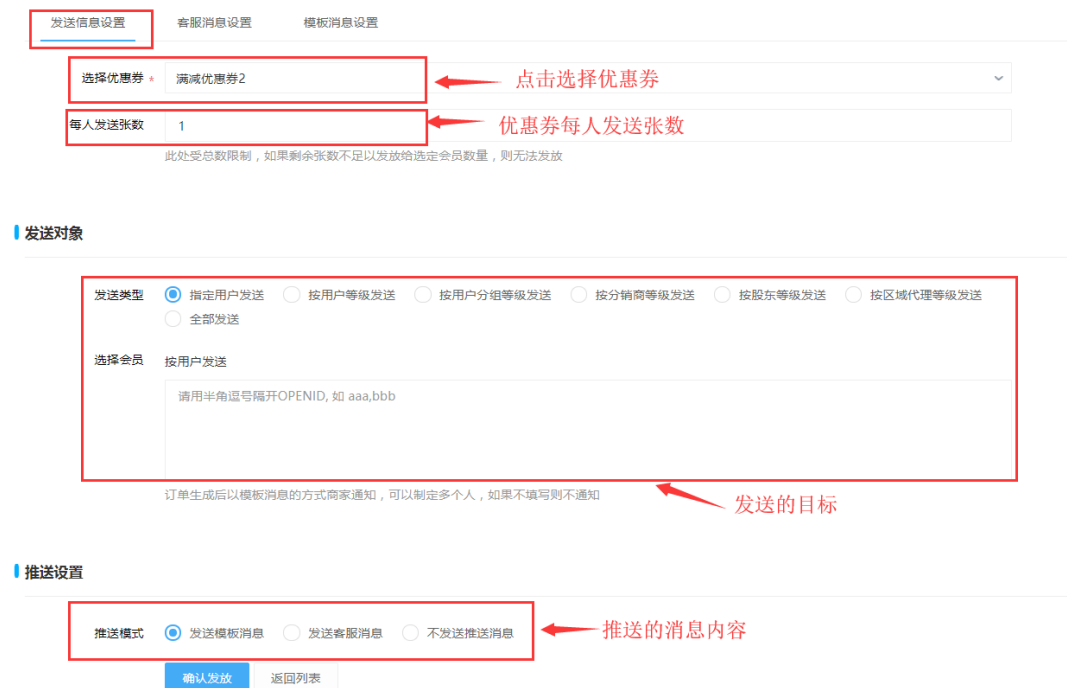 发送信息设置 客服消息设置 模板消息设置
选择优惠券 * 满减优惠券2 点击选择优惠券
每人发送张数 1 优惠券每人发送张数
此处受总数限制，如果剩余张数不足以发放给选定会员数量，则无法发放
发送对象
发送类型 指定用户发送 按用户等级发送 按用户分组等级发送 按分销商等级发送 按股东等级发送 按区域代理等级发送
全部发送
选择会员 按用户发送
请用半角逗号隔开OPENID, 如 aaa,bbb
订单生成后以模板消息的方式商家通知，可以制定多个人，如果不填写则不通知
发送的目标
推送设置
推送模式 发送模板消息 发送客服消息 不发送推送消息 推送的消息内容
确认发放 返回列表